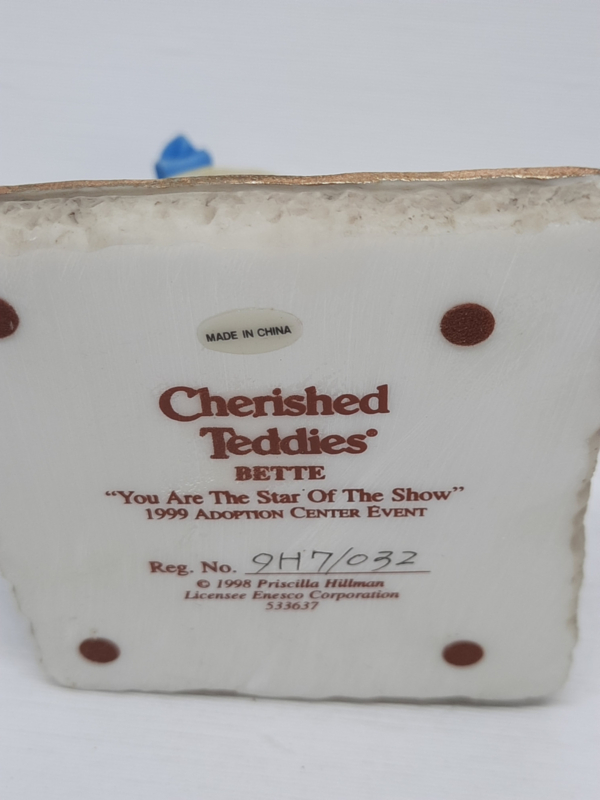 MADE IN CHINA
Cherished
Teddies®
BETTE
“You Are The Star Of The Show”
1999 Adoption Center Event
Reg. No. 9H7/032
© 1998 Priscilla Hillman
Licensee Enesco Corporation
533637